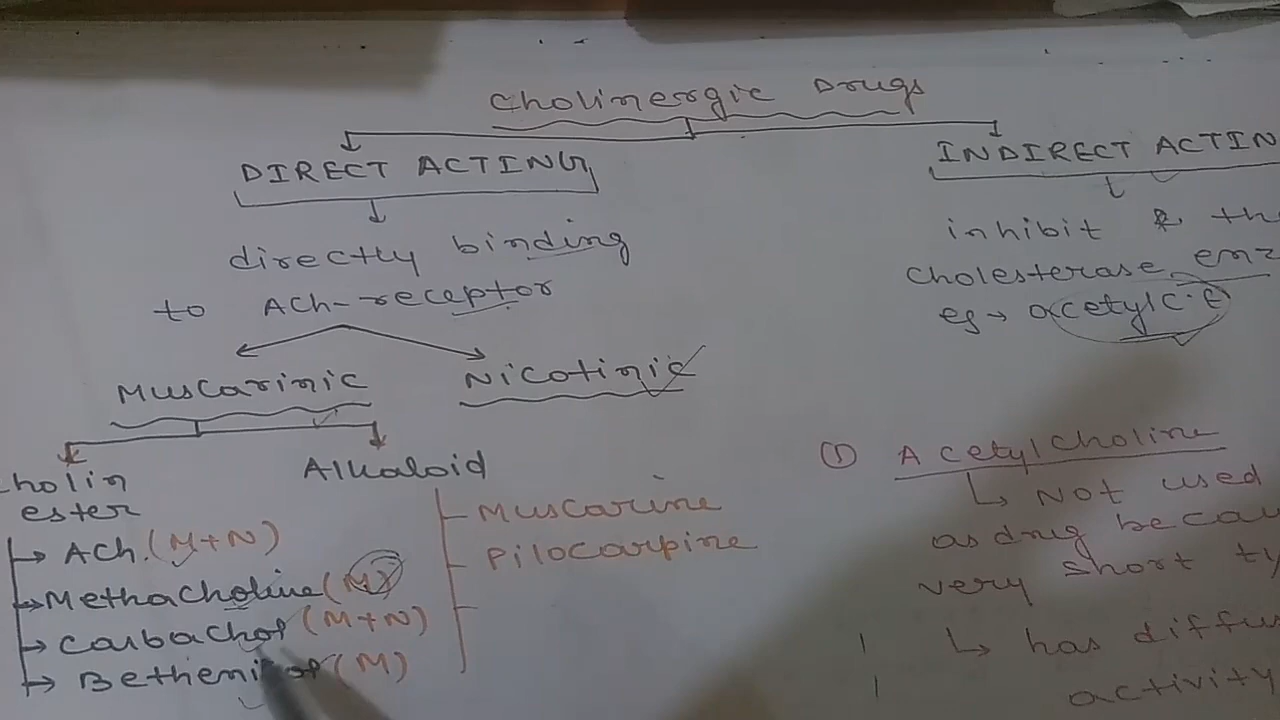 Cholinergic Drugs
DIRECT ACTING
directly binding
to ACh-receptor
Muscarinic
Nicotinic
cholin
ester
ACh. (M+N)
Methacholine (M)
Carbachol (M+N)
(M)
Alkaloid
Muscarine
Pilocarpine
INDIRECT ACTIN
inhibit & the
Cholesterase enz
eg → acetylc.E
① Acetylcholine
↳ Not used
as drug becau
very short ty
↳ has diffu
activity